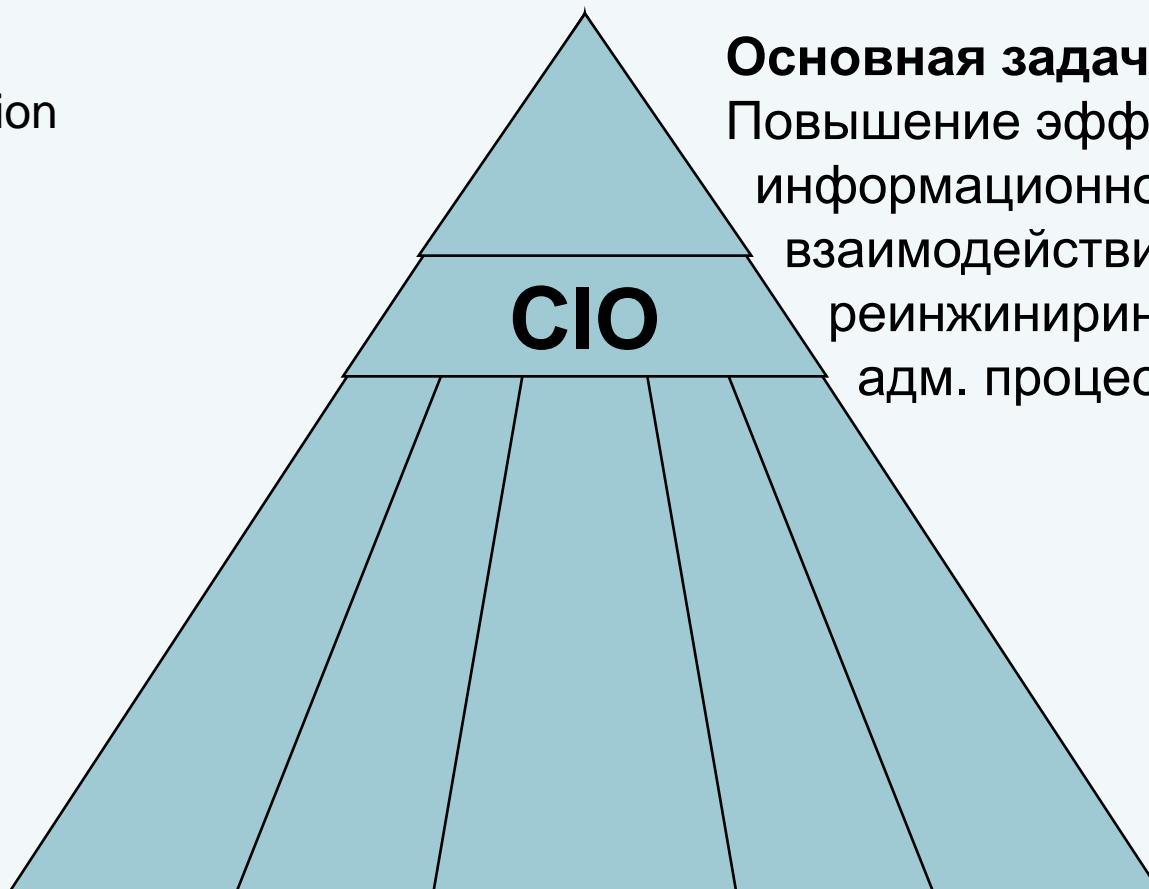 ion
Основная задач
Повышение эфф
информационно
взаимодействи
реинжинирин
адм. процес
CIO